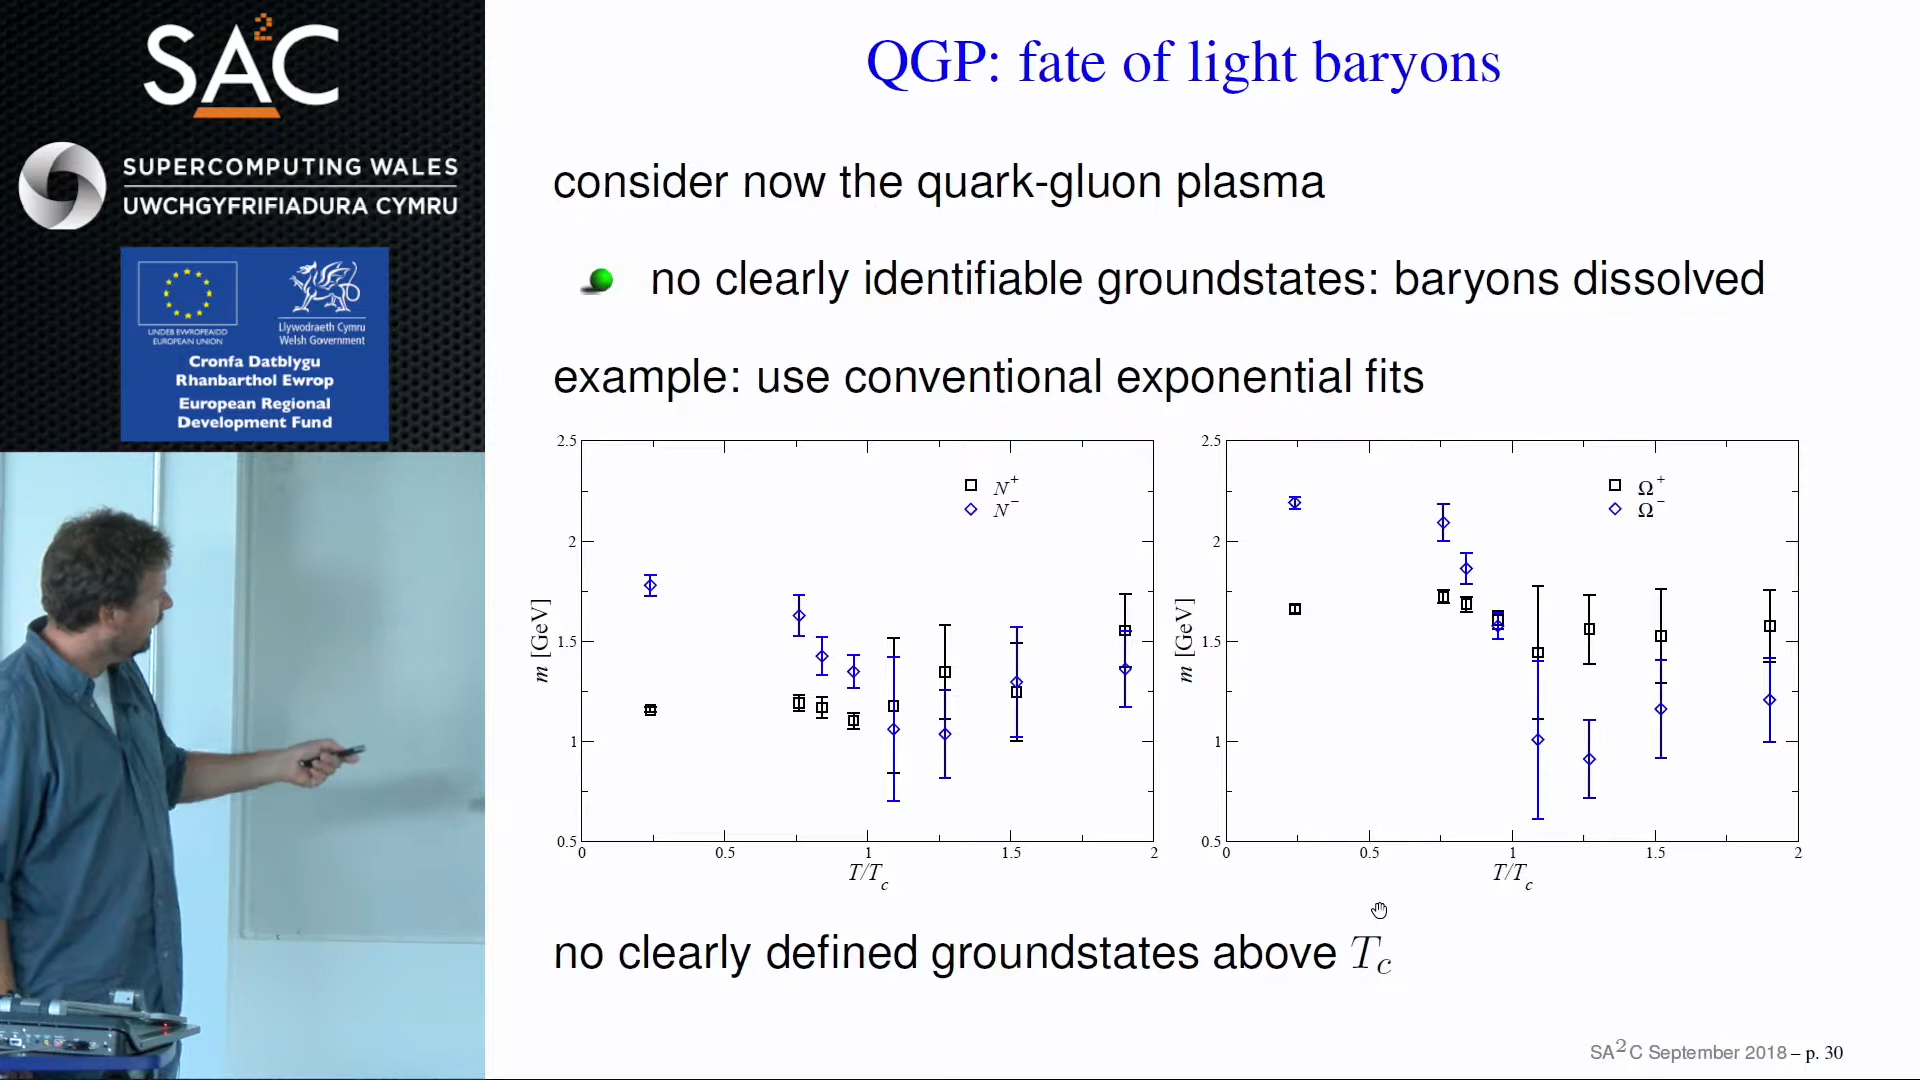 SA2C
SUPERCOMPUTING WALES
UWCHGYFRIFIADURA CYMRU
UNDEB EWROPEAIDD
EUROPEAN UNION
Llywodraeth Cymru
Welsh Government
Cronfa Datblygu
Rhanbarthol Ewrop
European Regional
Development Fund
QGP: fate of light baryons
consider now the quark-gluon plasma
no clearly identifiable groundstates: baryons dissolved
example: use conventional exponential fits
2.5
2
1.5
1
0.5
m [GeV]
N+
N−
0 0.5 1 1.5 2
T/Tc
2.5
2
1.5
1
0.5
m [GeV]
Ω+
Ω−
0 0.5 1 1.5 2
T/Tc
no clearly defined groundstates above Tc
SA2C September 2018 – p. 30